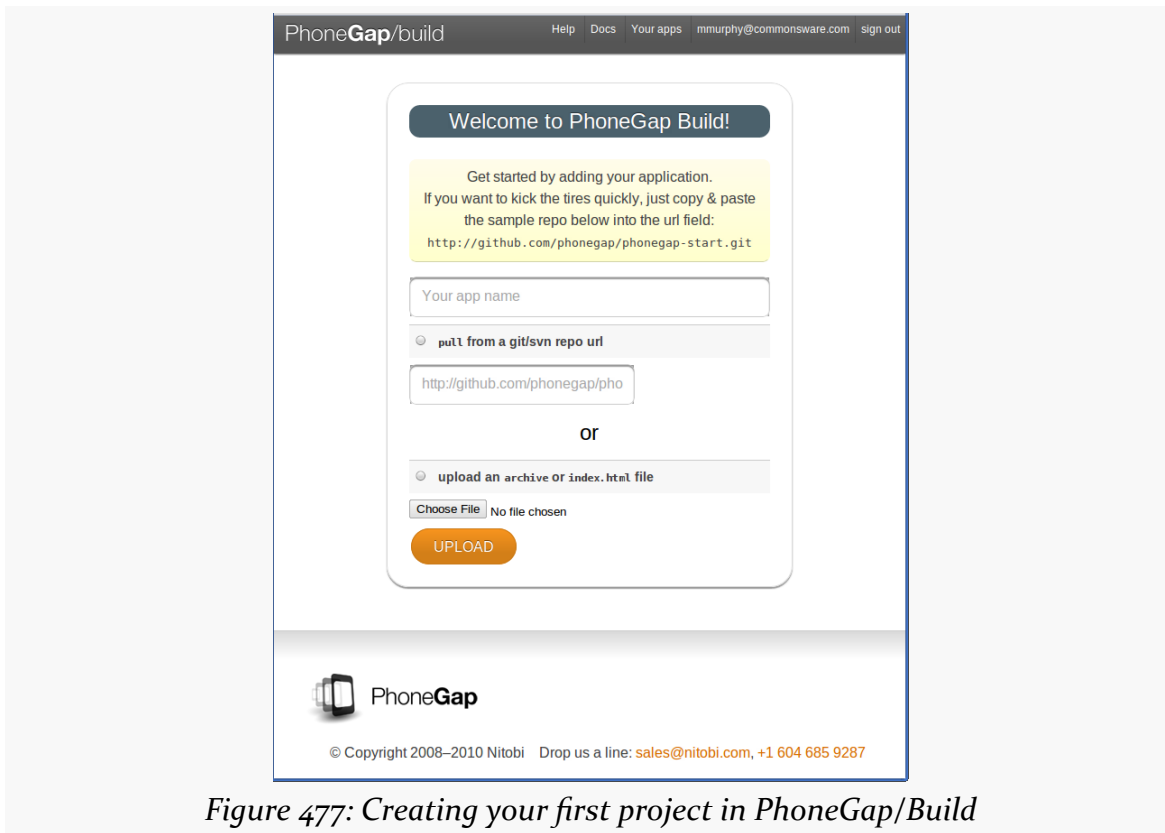 PhoneGap/build
Help Docs Your apps mmurphy@commonsware.com sign out
Welcome to PhoneGap Build!
Get started by adding your application.
If you want to kick the tires quickly, just copy & paste
the sample repo below into the url field:
http://github.com/phonegap/phonegap-start.git
Your app name
pull from a git/svn repo url
http://github.com/phonegap/pho
or
upload an archive or index.html file
Choose File No file chosen
UPLOAD
PhoneGap
© Copyright 2008–2010 Nitobi Drop us a line: sales@nitobi.com, +1 604 685 9287
Figure 477: Creating your first project in PhoneGap/Build